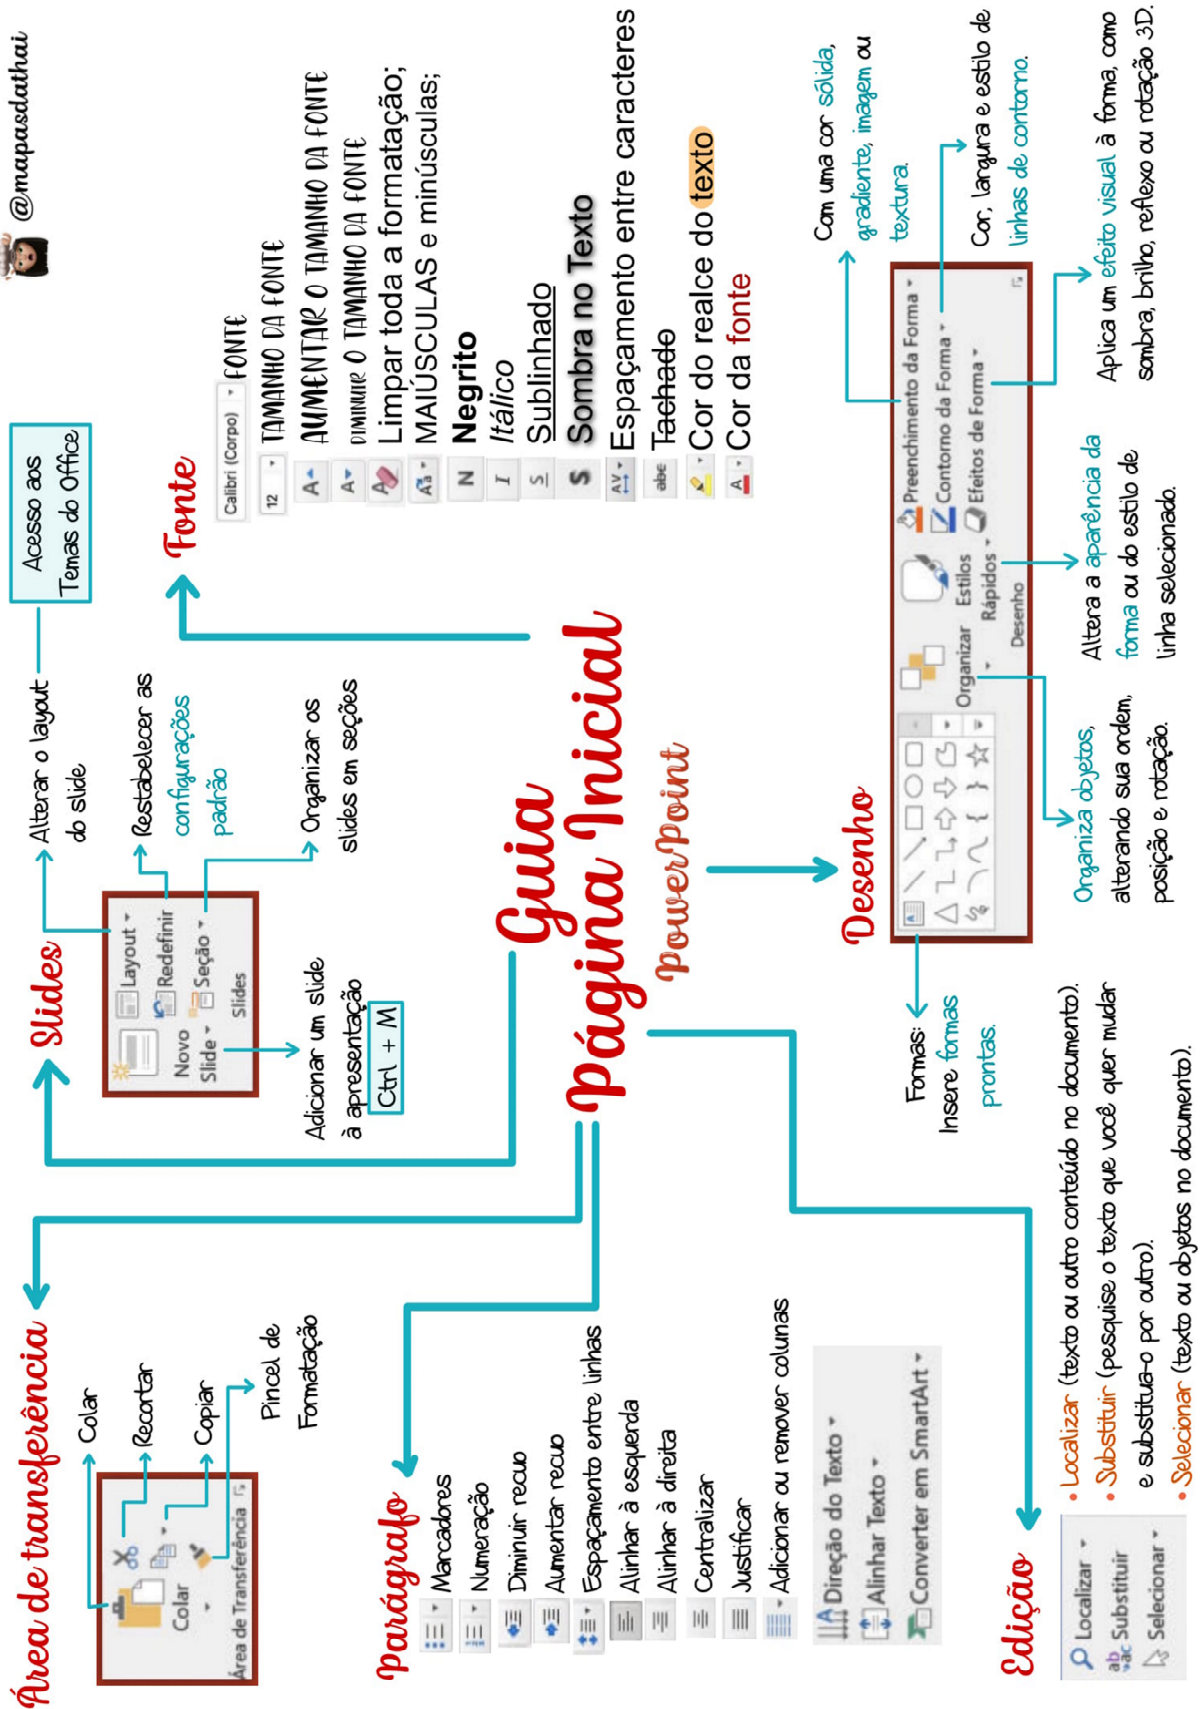 @mapasdathai
Guia
Página Inicial
PowerPoint
Área de transferência
Colar
Área de Transferência
Colar
Recortar
Copiar
Pincel de
Formatação
Slides
Novo
Slide
Layout
Redefinir
Seção
Slides
Alterar o layout
do slide
Acesso aos
Temas do Office
Restabelecer as
configurações
padrão
Organizar os
slides em seções
Adicionar um slide
à apresentação
Ctrl + M
Fonte
Calibri (Corpo) FONTE
12 TAMANHO DA FONTE
A AUMENTAR O TAMANHO DA FONTE
A DIMINUIR O TAMANHO DA FONTE
A Limpar toda a formatação;
Aa MAIÚSCULAS e minúsculas;
N Negrito
I Itálico
S Sublinhado
S Sombra no Texto
AV Espaçamento entre caracteres
abc Tachado
Cor do realce do texto
A Cor da fonte
Parágrafo
Marcadores
Numeração
Diminuir recuo
Aumentar recuo
Espaçamento entre linhas
Alinhar à esquerda
Alinhar à direita
Centralizar
Justificar
Adicionar ou remover colunas
A Direção do Texto
Alinhar Texto
Converter em SmartArt
Desenho
A
Organizar
Estilos
Rápidos
Preenchimento da Forma
Contorno da Forma
Efeitos de Forma
Desenho
Formas:
Insere formas
prontas.
Organiza objetos,
alterando sua ordem,
posição e rotação.
Altera a aparência da
forma ou do estilo de
linha selecionado.
Com uma cor sólida,
gradiente, imagem ou
textura.
Cor, largura e estilo de
linhas de contorno.
Aplica um efeito visual à forma, como
sombra, brilho, reflexo ou rotação 3D.
Edição
Localizar
ab
ac Substituir
Selecionar
• Localizar (texto ou outro conteúdo no documento).
• Substituir (pesquise o texto que você quer mudar
e substitua-o por outro).
• Selecionar (texto ou objetos no documento).